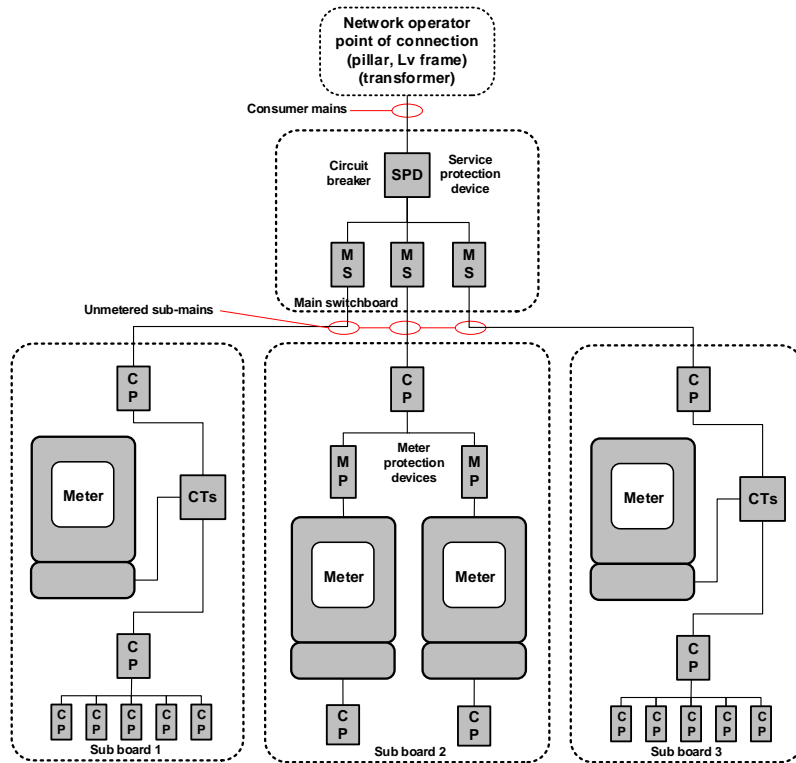 Network operator
point of connection
(pillar, Lv frame)
(transformer)
Consumer mains
Circuit
breaker
SPD
Service
protection
device
M
S
M
S
M
S
Main switchboard
Unmetered sub-mains
C
P
Meter
CTs
C
P
C
P
C
P
C
P
C
P
C
P
Sub board 1
C
P
M
P
Meter
protection
devices
M
P
Meter
Meter
C
P
C
P
Sub board 2
C
P
Meter
CTs
C
P
C
P
C
P
C
P
C
P
C
P
Sub board 3